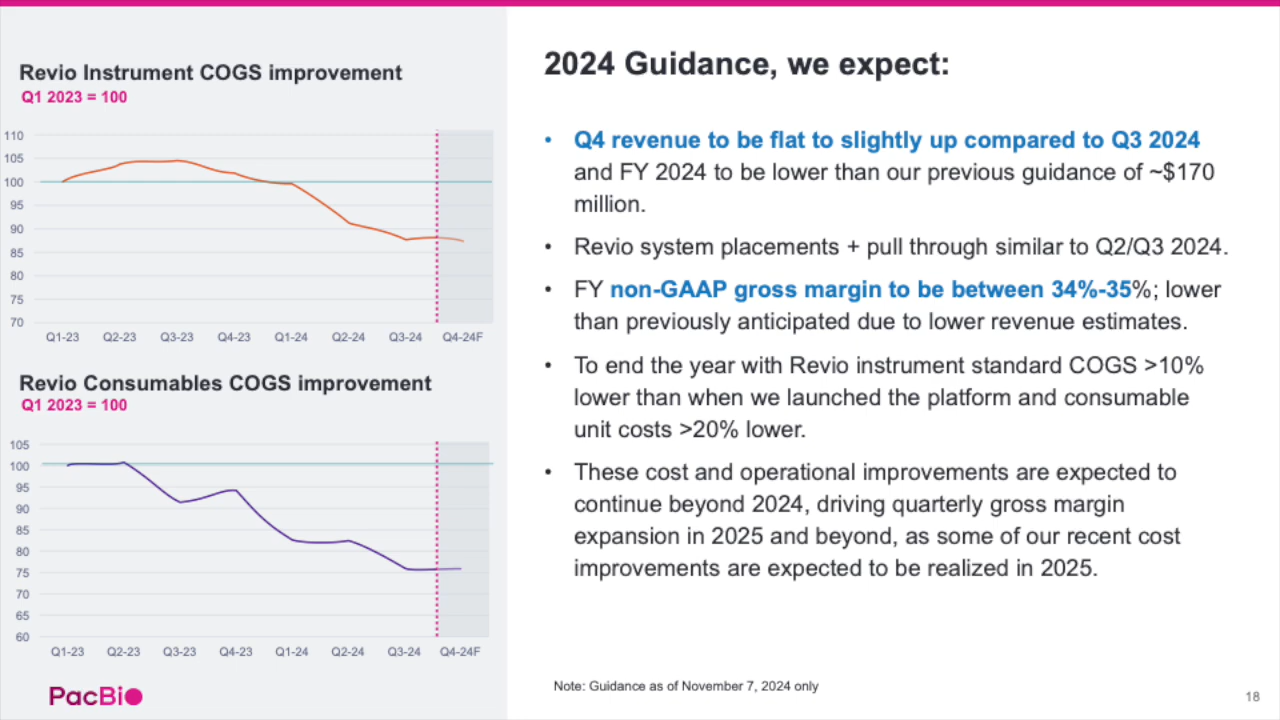 Revio Instrument COGS improvement
Q1 2023 = 100
110
105
100
95
90
85
80
75
70
Q1-23 Q2-23 Q3-23 Q4-23 Q1-24 Q2-24 Q3-24 Q4-24F
Revio Consumables COGS improvement
Q1 2023 = 100
105
100
95
90
85
80
75
70
65
60
Q1-23 Q2-23 Q3-23 Q4-23 Q1-24 Q2-24 Q3-24 Q4-24F
PacBio
2024 Guidance, we expect:
• Q4 revenue to be flat to slightly up compared to Q3 2024
and FY 2024 to be lower than our previous guidance of ~$170
million.
• Revio system placements + pull through similar to Q2/Q3 2024.
• FY non-GAAP gross margin to be between 34%-35%; lower
than previously anticipated due to lower revenue estimates.
• To end the year with Revio instrument standard COGS >10%
lower than when we launched the platform and consumable
unit costs >20% lower.
• These cost and operational improvements are expected to
continue beyond 2024, driving quarterly gross margin
expansion in 2025 and beyond, as some of our recent cost
improvements are expected to be realized in 2025.
Note: Guidance as of November 7, 2024 only
18